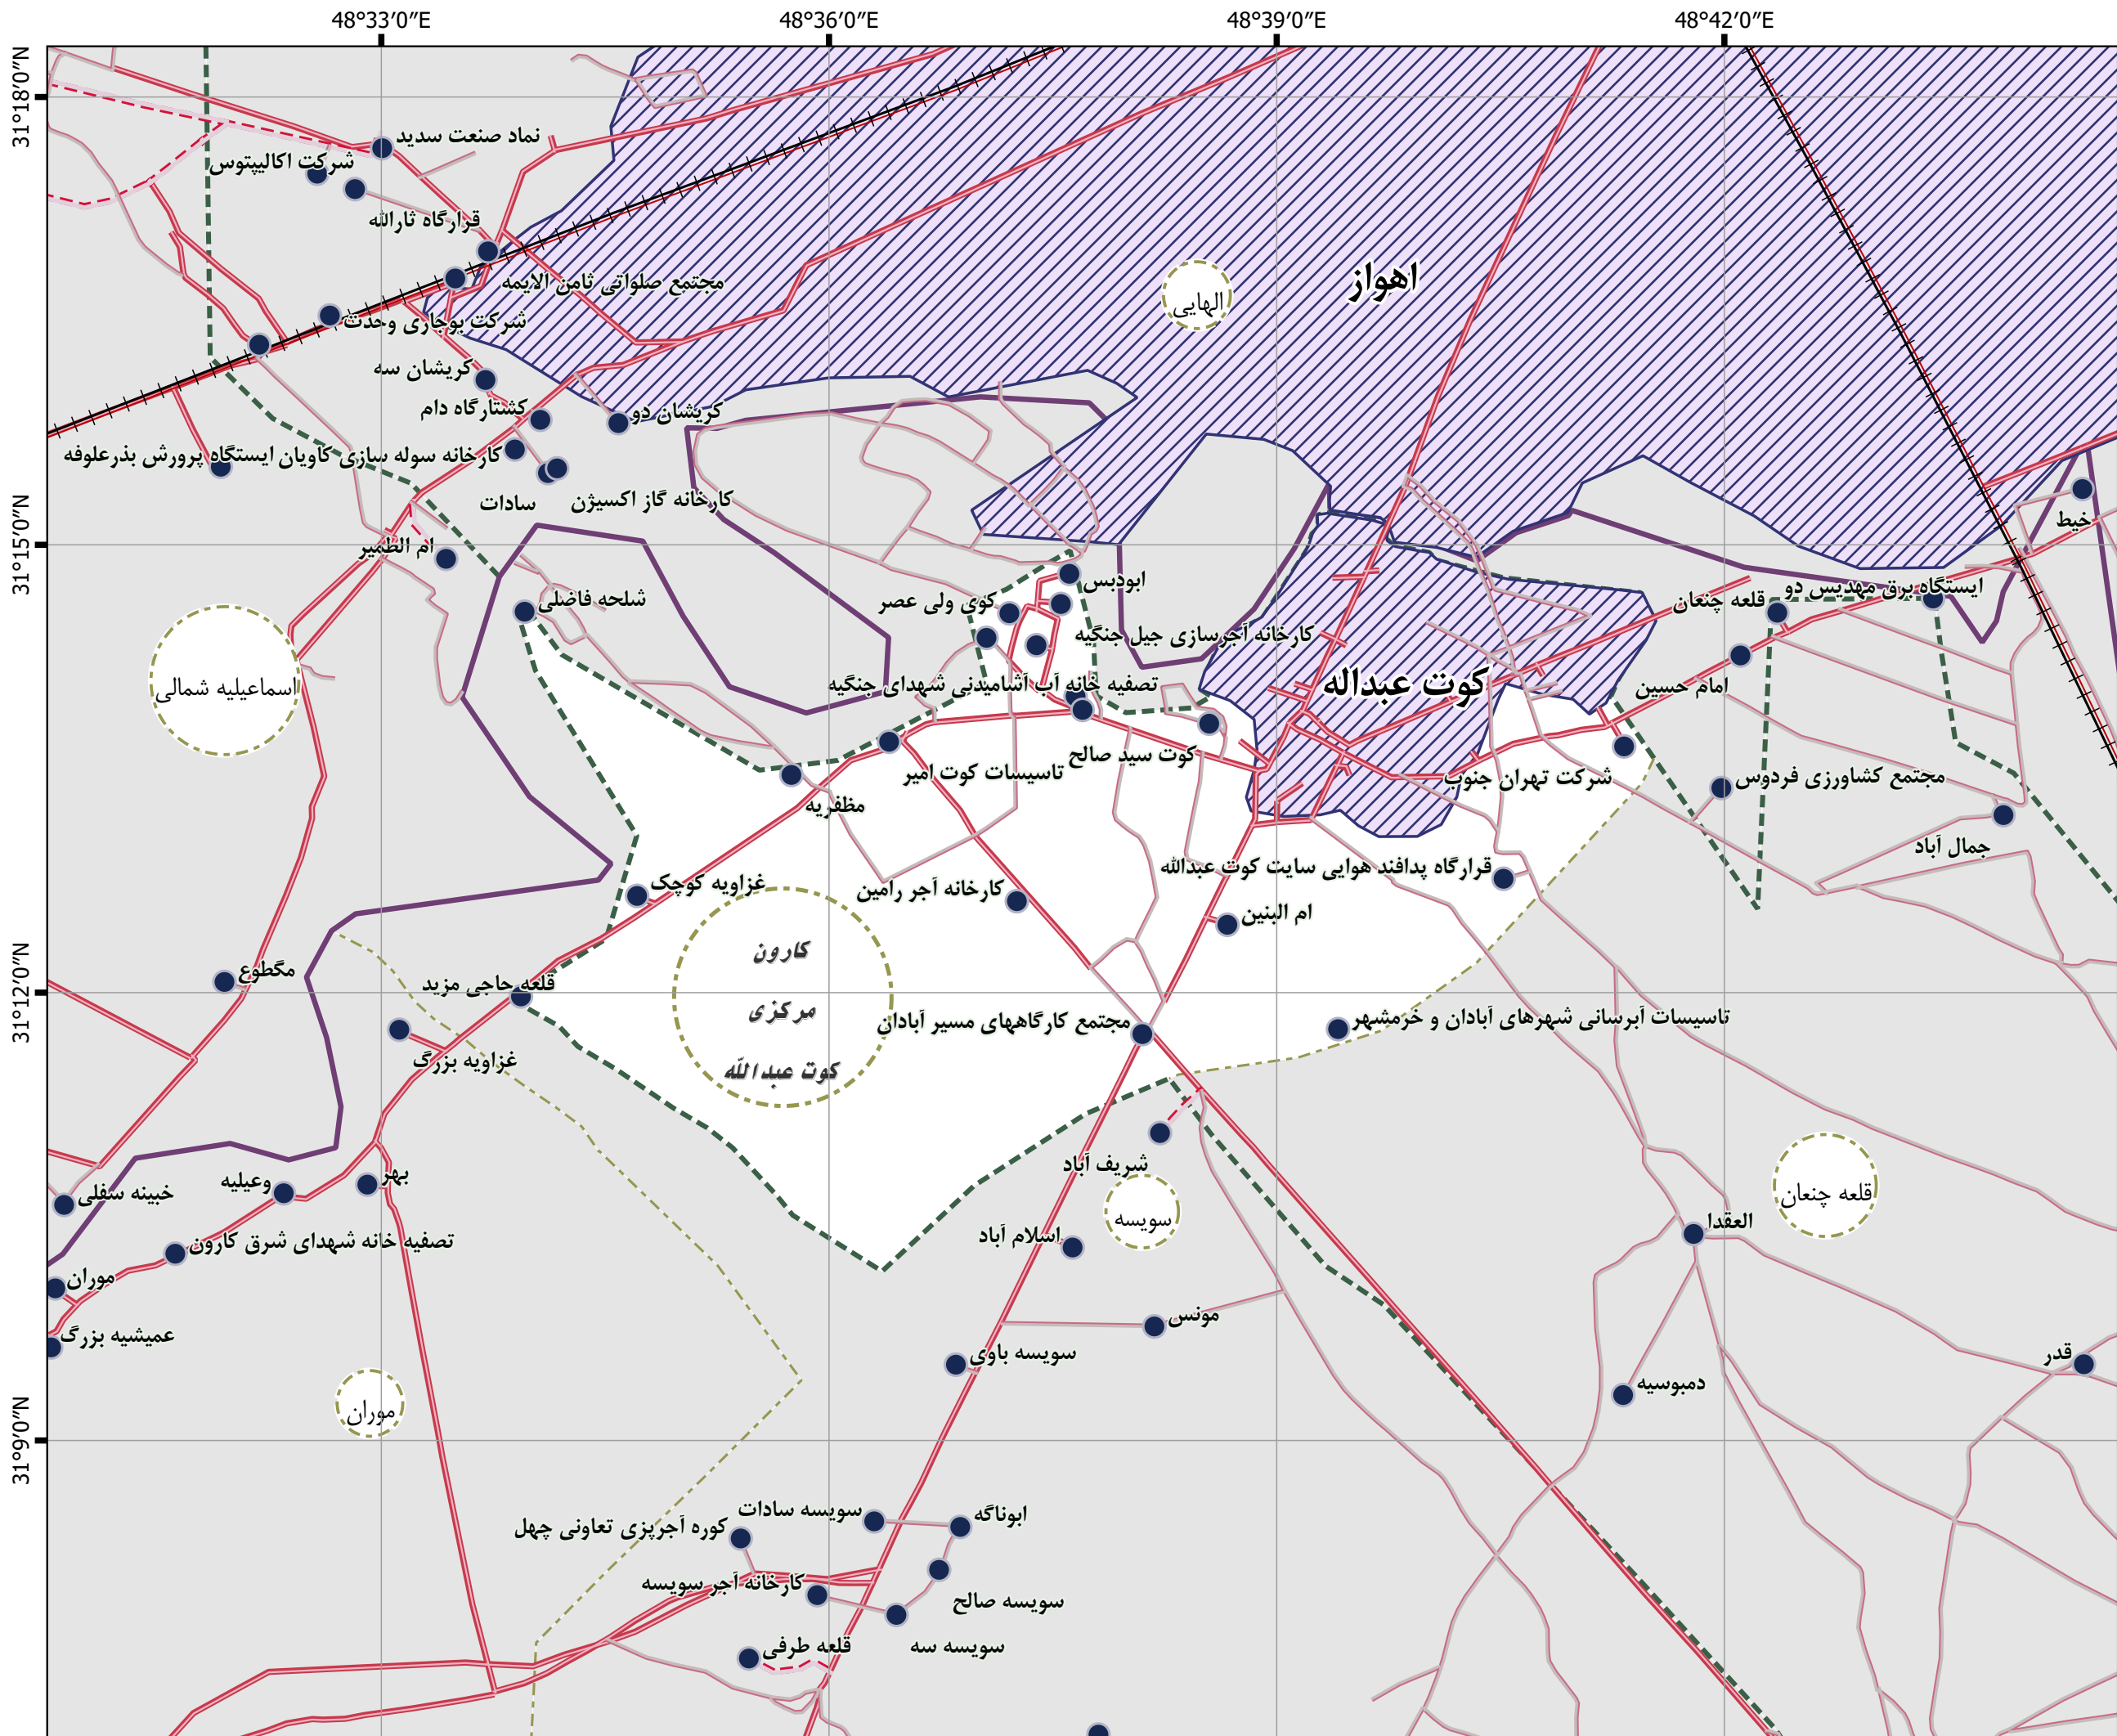 48°33′0″E
48°36′0″E
48°39′0″E
48°42′0″E
31°18′0″N
نماد صنعت سدید
شرکت اکالیپتوس
قرارگاه ثارالله
مجتمع صلواتی ثامن الایمه
الهایی
اهواز
شرکت بوجاری وحدت
کریشان سه
کشتارگاه دام
کریشان دو
کارخانه سوله سازی کاویان
ایستگاه پرورش بذرعلوفه
کارخانه گاز اکسیژن
سادات
خیط
31°15′0″N
ام الطمیر
ابودبس
ایستگاه برق مهدیس دو
شلحه فاضلی
کوی ولی عصر
قلعه چنعان
کارخانه آجرسازی جیل جنگیه
اسماعیلیه شمالی
تصفیه خانه آب آشامیدنی شهدای جنگیه
کوت عبداله
امام حسین
کوت سید صالح
تاسیسات کوت امیر
شرکت تهران جنوب
مجتمع کشاورزی فردوس
مظفریه
جمال آباد
قرارگاه پدافند هوایی سایت کوت عبدالله
غزاویه کوچک
کارخانه آجر رامین
ام البنین
کارون
مرکزی
کوت عبدالله
مگطوع
قلعه حاجی مزید
31°12′0″N
مجتمع کارگاههای مسیر آبادان
تاسیسات آبرسانی شهرهای آبادان و خرمشهر
غزاویه بزرگ
شریف آباد
بهر
وعیلیه
خبینه سفلی
سویسه
قلعه چنعان
العقدا
اسلام آباد
تصفیه خانه شهدای شرق کارون
موران
مونس
عمیشیه بزرگ
سویسه باوی
قدر
دمبوسیه
موران
31°9′0″N
سویسه سادات
ابوناگه
کوره آجرپزی تعاونی چهل
کارخانه آجر سویسه
سویسه صالح
سویسه سه
قلعه طرفی